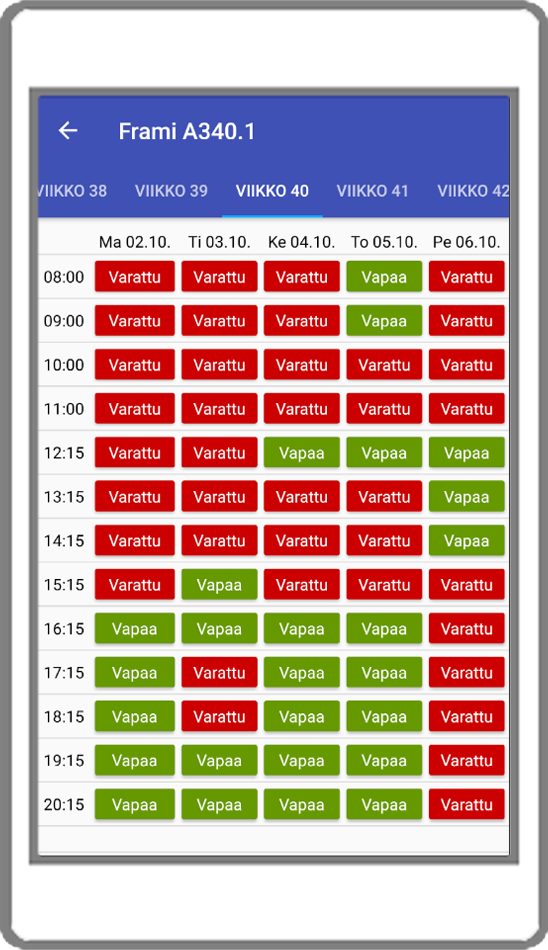 Frami A340.1
VIIKKO 38 VIIKKO 39 VIIKKO 40 VIIKKO 41 VIIKKO 42
Ma 02.10. Ti 03.10. Ke 04.10. To 05.10. Pe 06.10.
08:00 Varattu Varattu Varattu Vapaa Varattu
09:00 Varattu Varattu Varattu Vapaa Varattu
10:00 Varattu Varattu Varattu Varattu Varattu
11:00 Varattu Varattu Varattu Varattu Varattu
12:15 Varattu Varattu Vapaa Vapaa Vapaa
13:15 Varattu Varattu Varattu Varattu Vapaa
14:15 Varattu Varattu Varattu Varattu Vapaa
15:15 Varattu Vapaa Varattu Varattu Varattu
16:15 Vapaa Vapaa Vapaa Vapaa Varattu
17:15 Vapaa Varattu Vapaa Vapaa Varattu
18:15 Vapaa Varattu Vapaa Vapaa Varattu
19:15 Vapaa Vapaa Vapaa Vapaa Varattu
20:15 Vapaa Vapaa Vapaa Vapaa Varattu